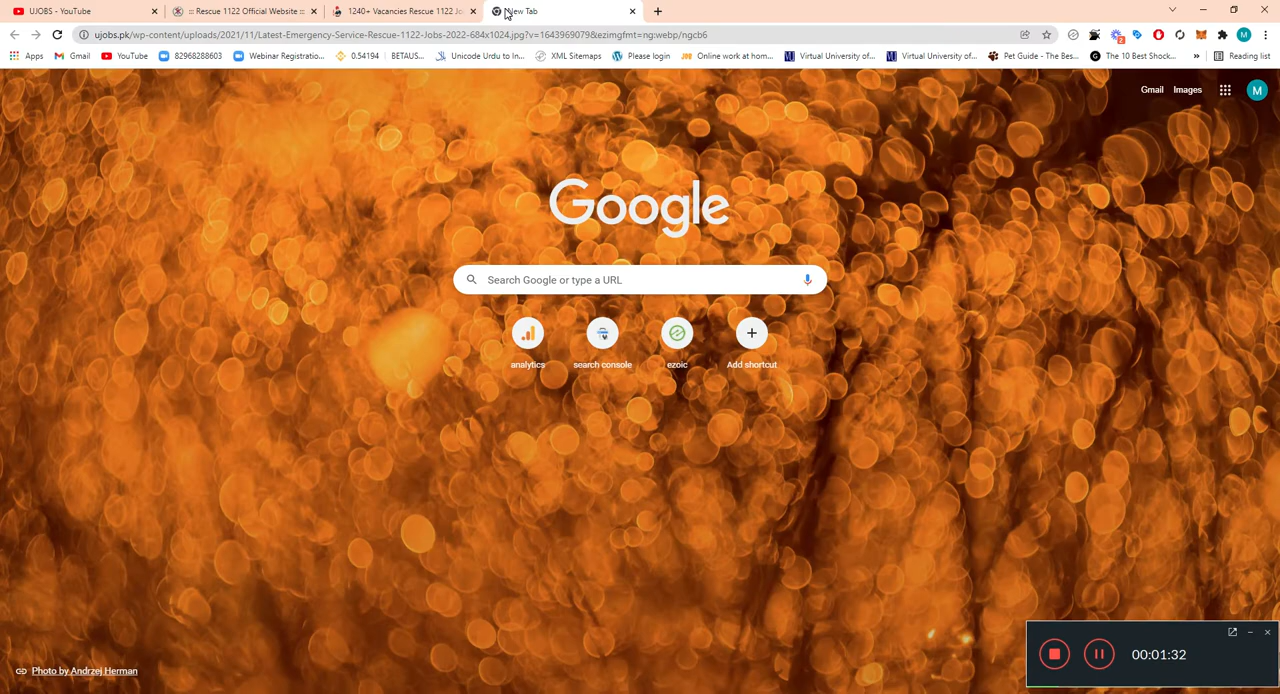 UJOBS - YouTube
::: Rescue 1122 Official Website :::
1240+ Vacancies Rescue 1122 Jo
New Tab
ujobs.pk/wp-content/uploads/2021/11/Latest-Emergency-Service-Rescue-1122-Jobs-2022-684x1024.jpg?v=1643969079&ezimgfmt=ng:webp/ngcb6
M
Apps
Gmail
YouTube
82968288603
Webinar Registratio...
0.54194 | BETAUS...
Unicode Urdu to In...
XML Sitemaps
Please login
Online work at hom...
Virtual University of...
Virtual University of...
Pet Guide - The Bes...
The 10 Best Shock...
»
Reading list
Gmail
Images
M
Google
Search Google or type a URL
analytics
search console
ezoic
Add shortcut
Photo by Andrzej Herman
00:01:32